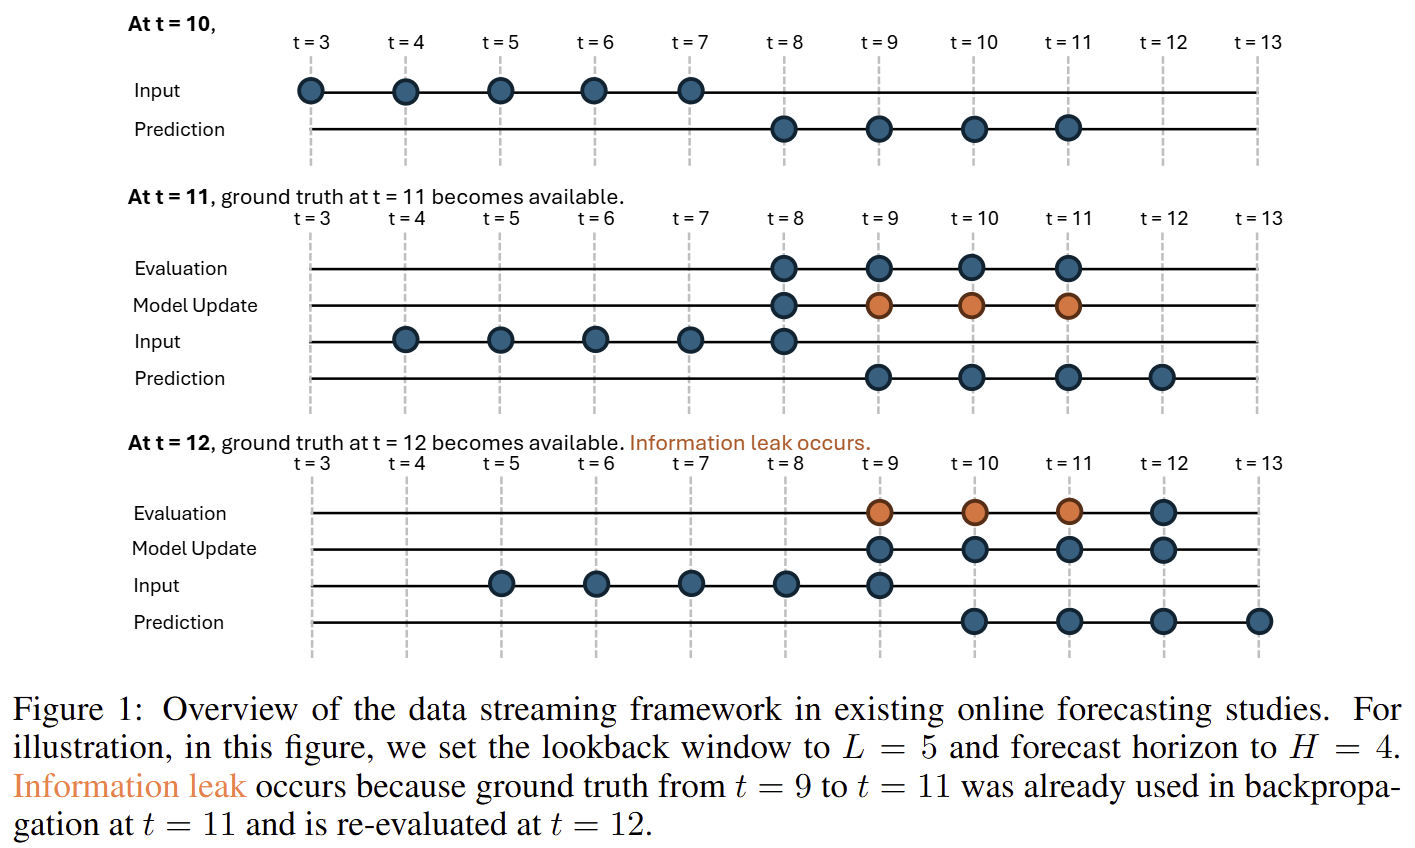 At t = 10,
t = 3 t = 4 t = 5 t = 6 t = 7 t = 8 t = 9 t = 10 t = 11 t = 12 t = 13
Input
Prediction
At t = 11, ground truth at t = 11 becomes available.
t = 3 t = 4 t = 5 t = 6 t = 7 t = 8 t = 9 t = 10 t = 11 t = 12 t = 13
Evaluation
Model Update
Input
Prediction
At t = 12, ground truth at t = 12 becomes available. Information leak occurs.
t = 3 t = 4 t = 5 t = 6 t = 7 t = 8 t = 9 t = 10 t = 11 t = 12 t = 13
Evaluation
Model Update
Input
Prediction
Figure 1: Overview of the data streaming framework in existing online forecasting studies. For
illustration, in this figure, we set the lookback window to L = 5 and forecast horizon to H = 4.
Information leak occurs because ground truth from t = 9 to t = 11 was already used in backpropa-
gation at t = 11 and is re-evaluated at t = 12.